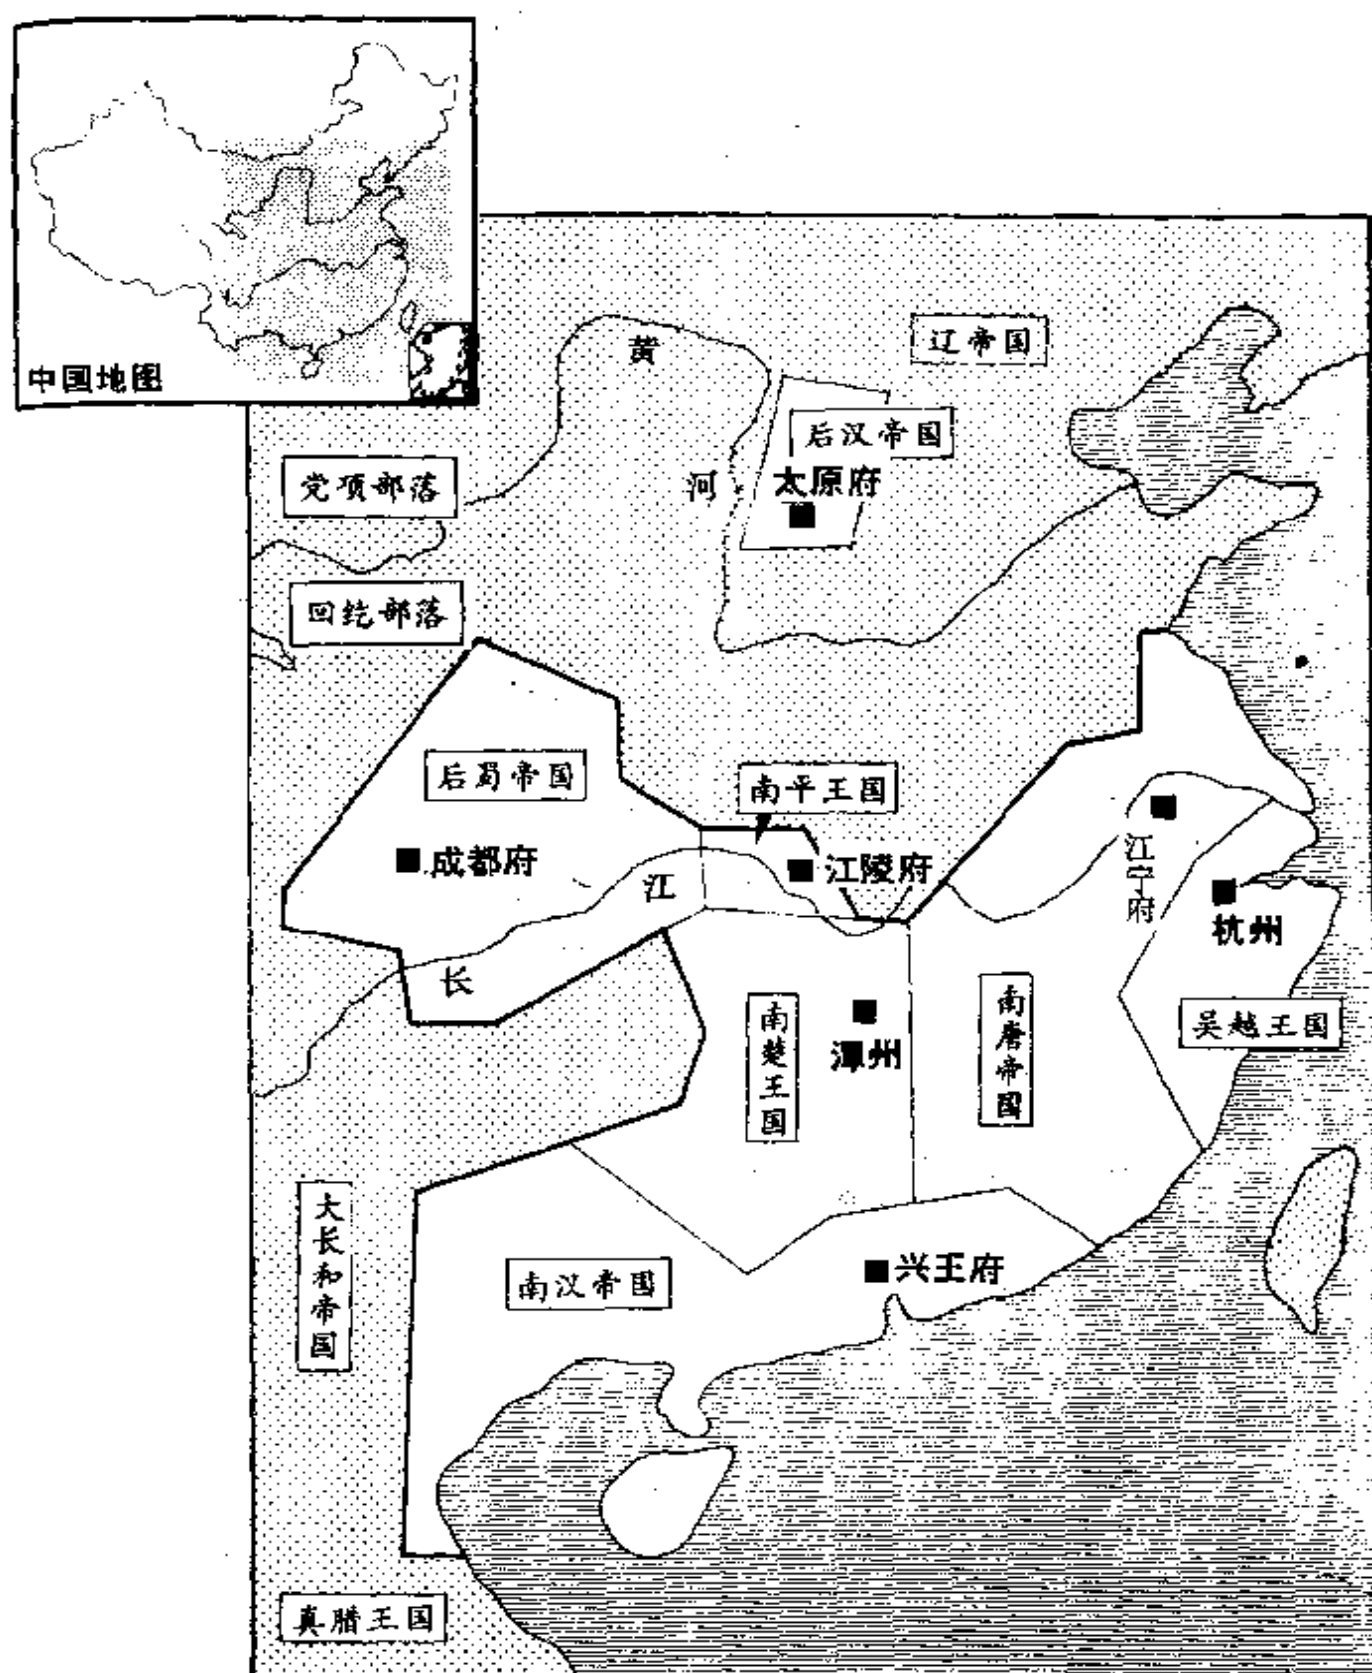 中国地图
辽帝国
黄
河
后汉帝国
太原府
党项部落
回纥部落
后蜀帝国
成都府
南平王国
江陵府
江
长
江宁府
杭州
吴越王国
南楚王国
潭州
南唐帝国
大长和帝国
南汉帝国
兴王府
真腊王国